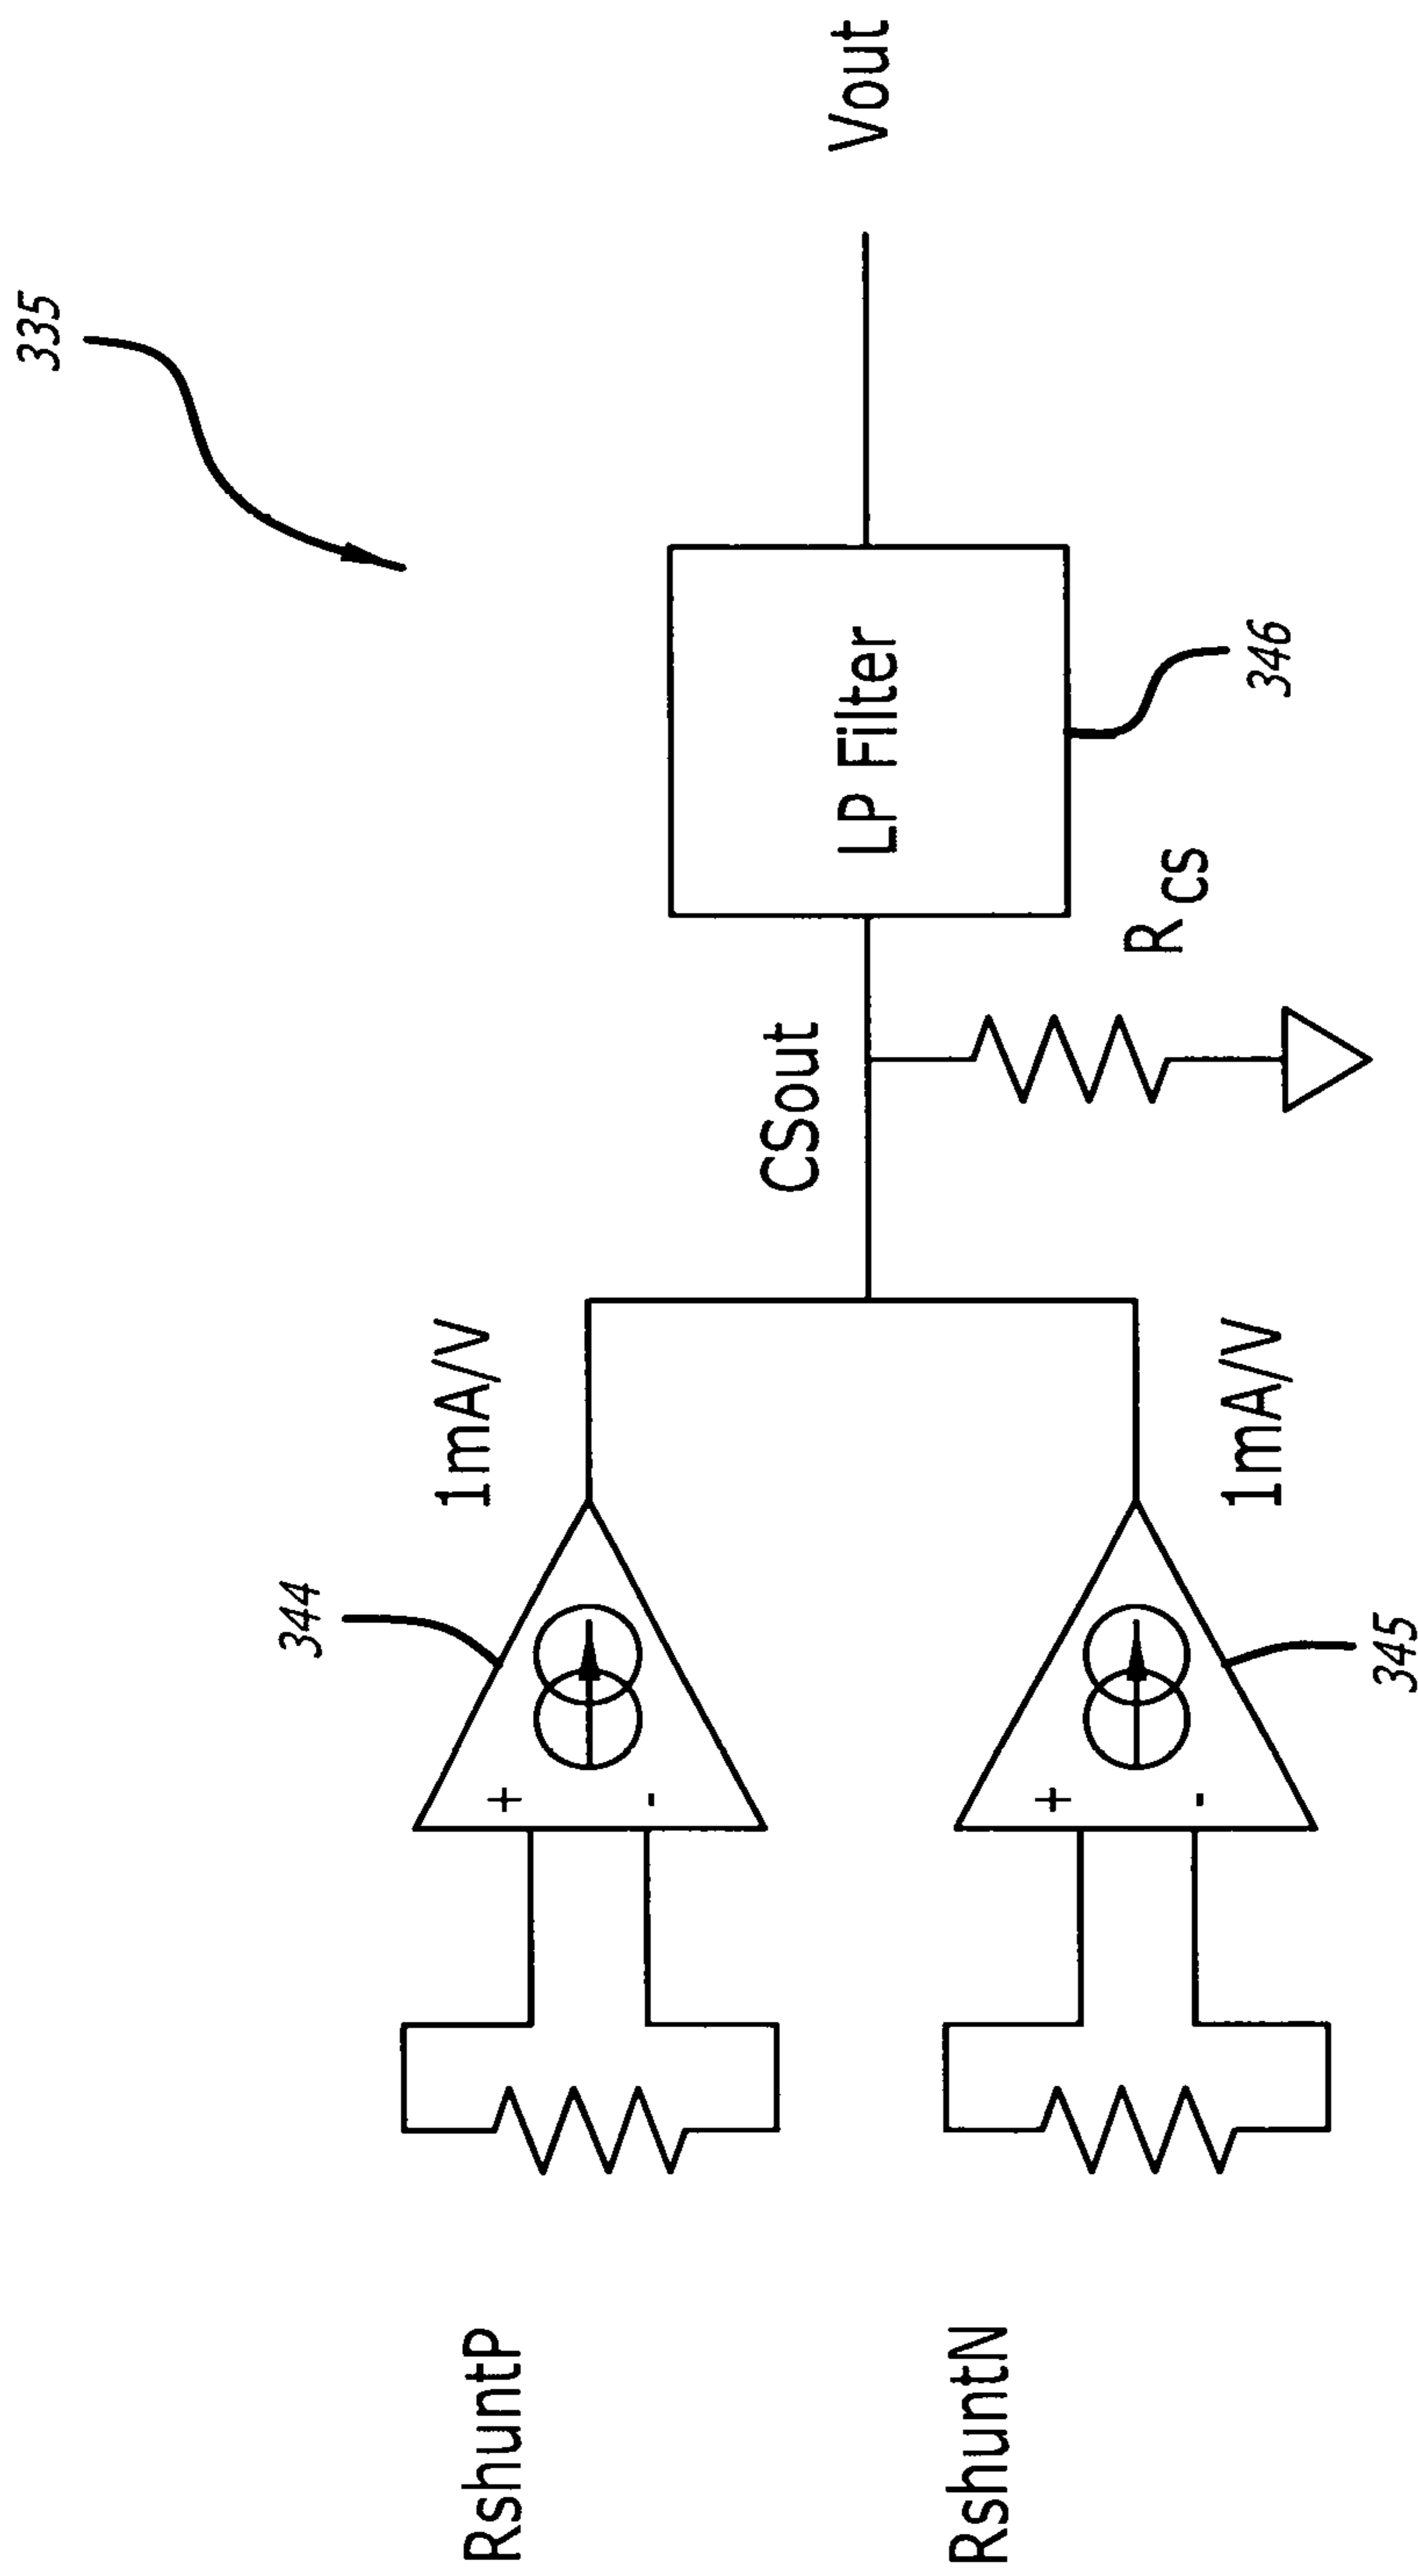 335
344
1mA/V
RshuntP
+
-
CSout
LP Filter
Vout
346
R CS
RshuntN
+
-
1mA/V
345